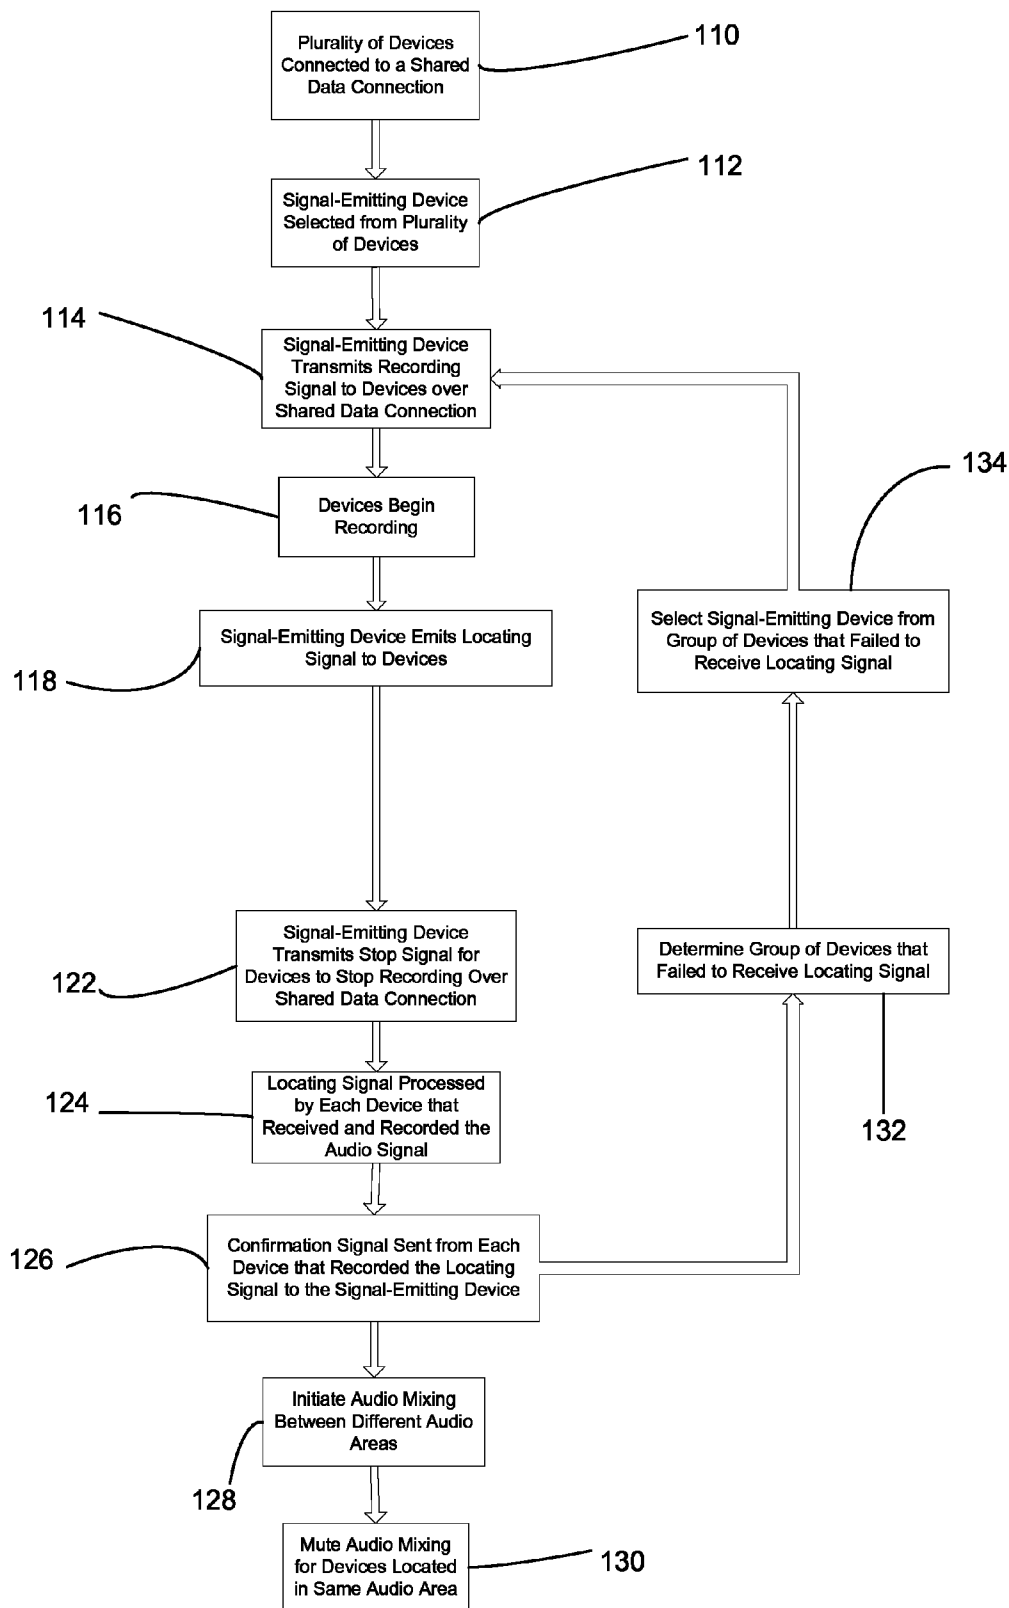 Plurality of Devices
Connected to a Shared
Data Connection
110
Signal-Emitting Device
Selected from Plurality
of Devices
112
114
Signal-Emitting Device
Transmits Recording
Signal to Devices over
Shared Data Connection
116
Devices Begin
Recording
134
118
Signal-Emitting Device Emits Locating
Signal to Devices
Select Signal-Emitting Device from
Group of Devices that Failed to
Receive Locating Signal
122
Signal-Emitting Device
Transmits Stop Signal for
Devices to Stop Recording Over
Shared Data Connection
Determine Group of Devices that
Failed to Receive Locating Signal
132
124
Locating Signal Processed
by Each Device that
Received and Recorded the
Audio Signal
126
Confirmation Signal Sent from Each
Device that Recorded the Locating
Signal to the Signal-Emitting Device
Initiate Audio Mixing
Between Different Audio
Areas
128
Mute Audio Mixing
for Devices Located
in Same Audio Area
130